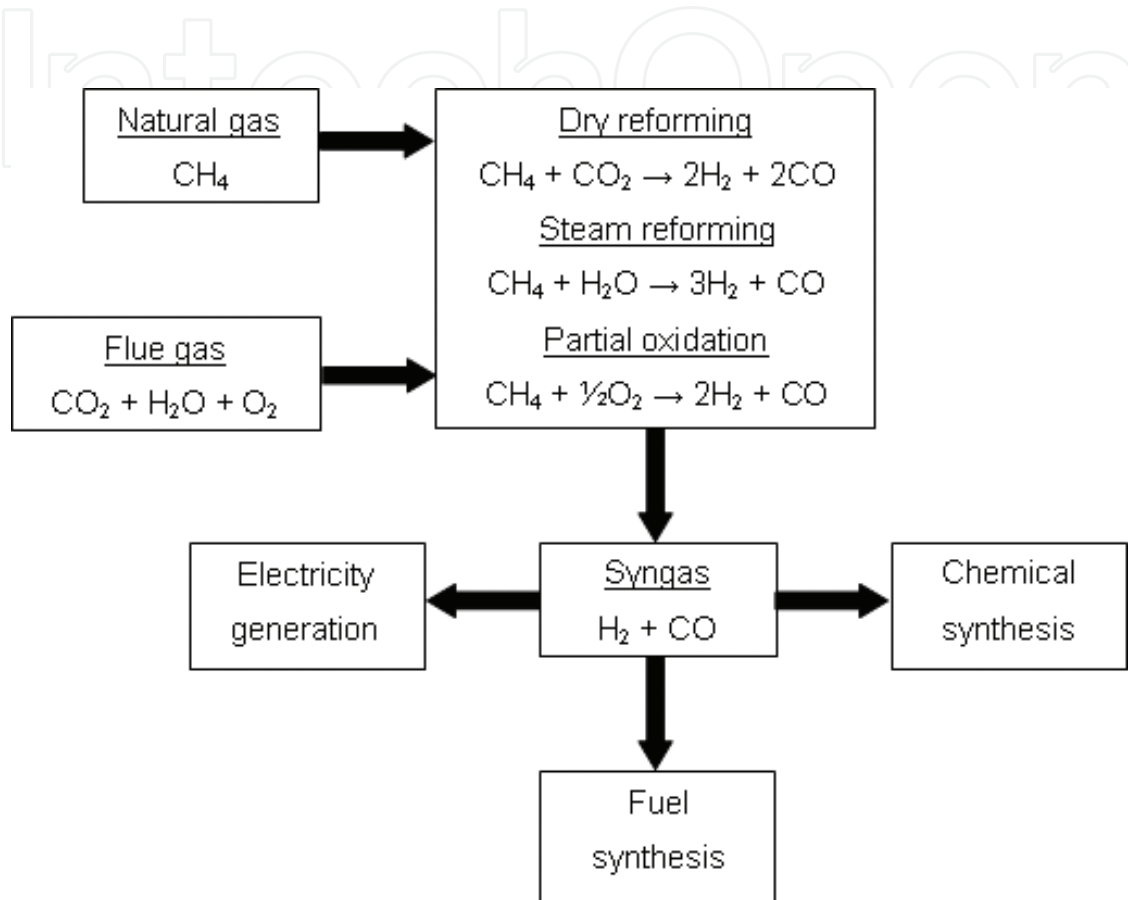 IntechOpen
Natural gas
CH₄
Dry reforming
CH₄ + CO₂ → 2H₂ + 2CO
Steam reforming
CH₄ + H₂O → 3H₂ + CO
Partial oxidation
CH₄ + ½O₂ → 2H₂ + CO
Flue gas
CO₂ + H₂O + O₂
Electricity
generation
Syngas
H₂ + CO
Chemical
synthesis
Fuel
synthesis